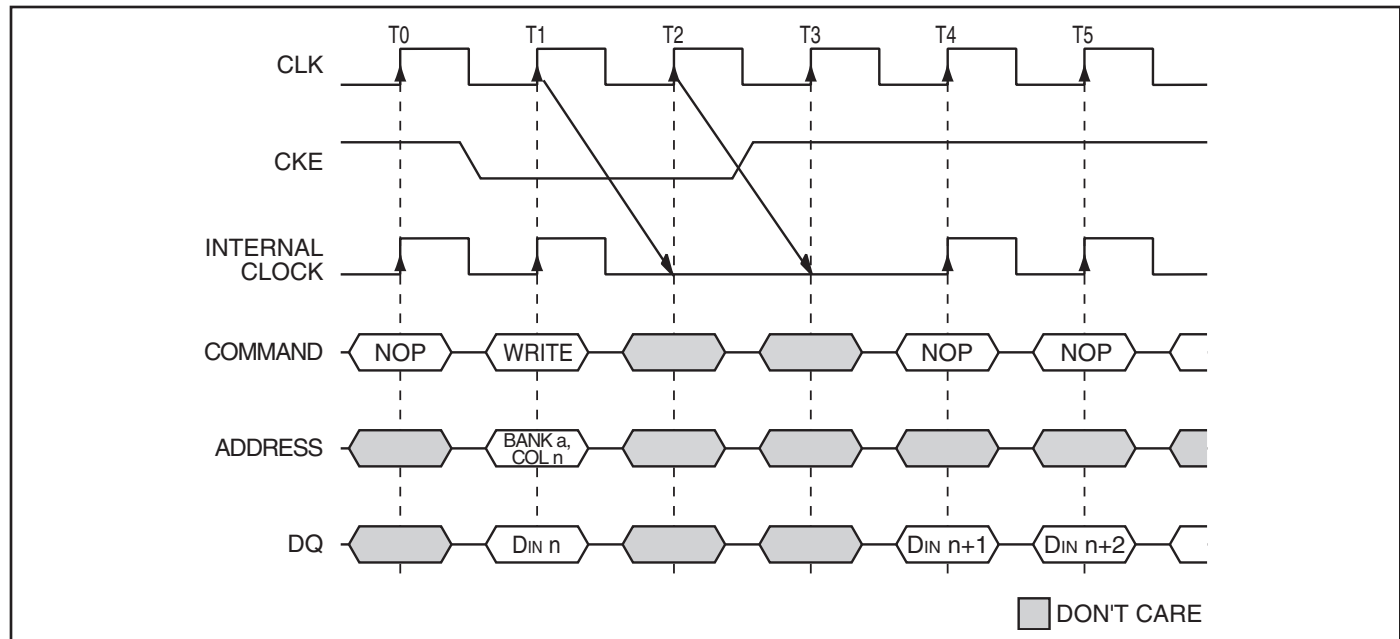 T0 T1 T2 T3 T4 T5
CLK
CKE
INTERNAL
CLOCK
COMMAND NOP WRITE NOP NOP
ADDRESS BANK a,
COL n
DQ DIN n DIN n+1 DIN n+2
DON'T CARE